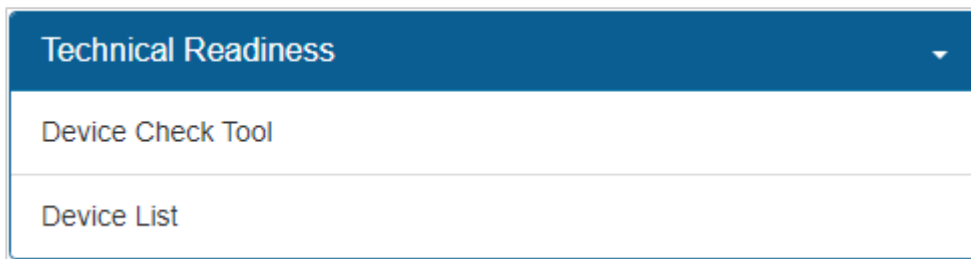 Technical Readiness
Device Check Tool
Device List